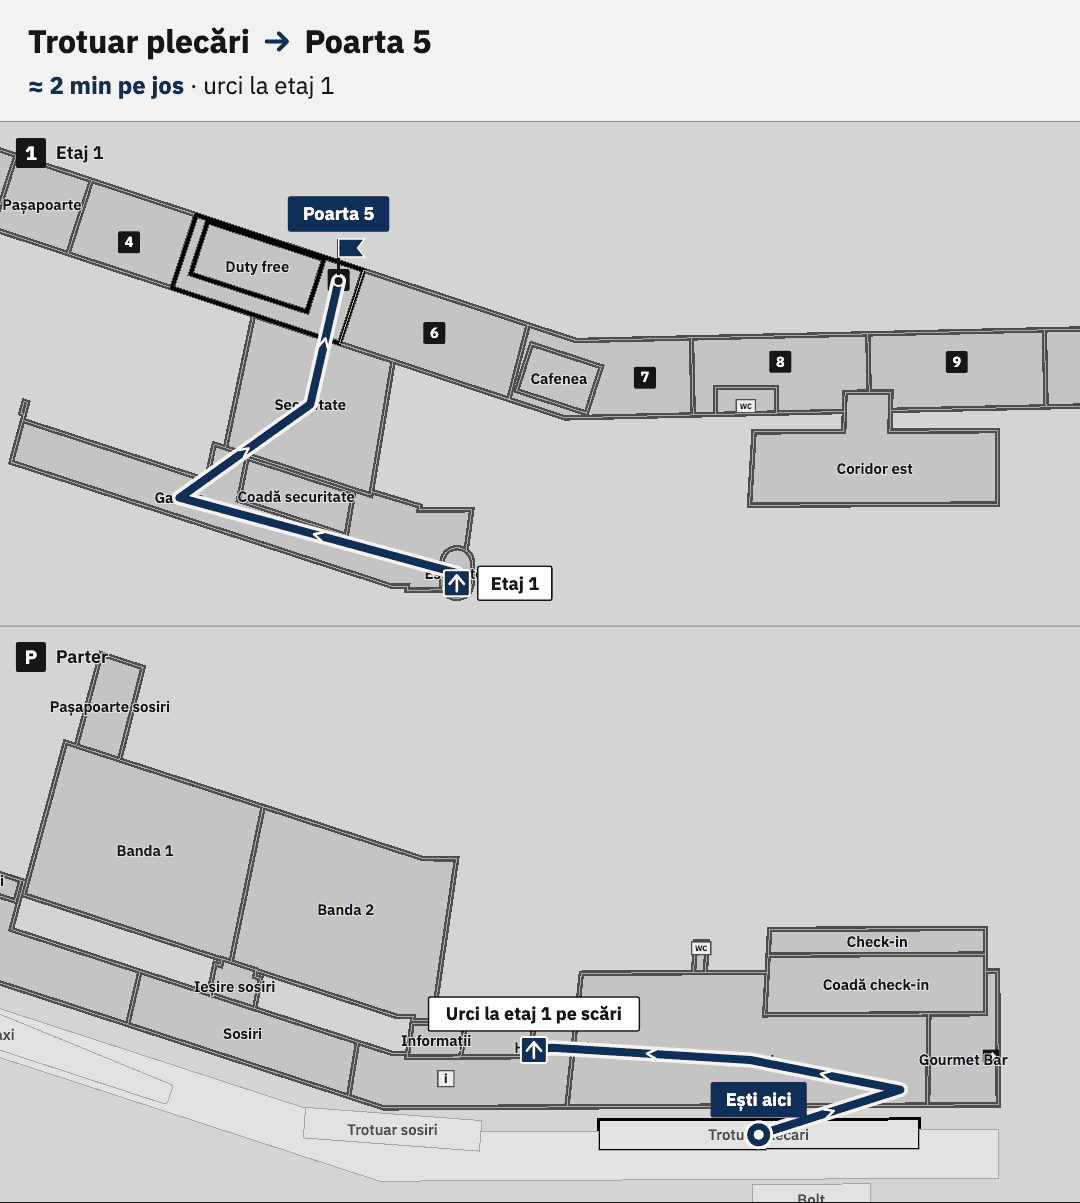 Trotuar plecări → Poarta 5
≈ 2 min pe jos · urci la etaj 1
1 Etaj 1
Pașapoarte
4
Poarta 5
Duty free
6
Cafenea
7
8
9
WC
Coridor est
Coadă securitate
Etaj 1
P Parter
Pașapoarte sosiri
Banda 1
Banda 2
Ieșire sosiri
Sosiri
Urci la etaj 1 pe scări
Informații
i
WC
Check-in
Coadă check-in
Gourmet Bar
Ești aici
Trotuar sosiri
Bolt